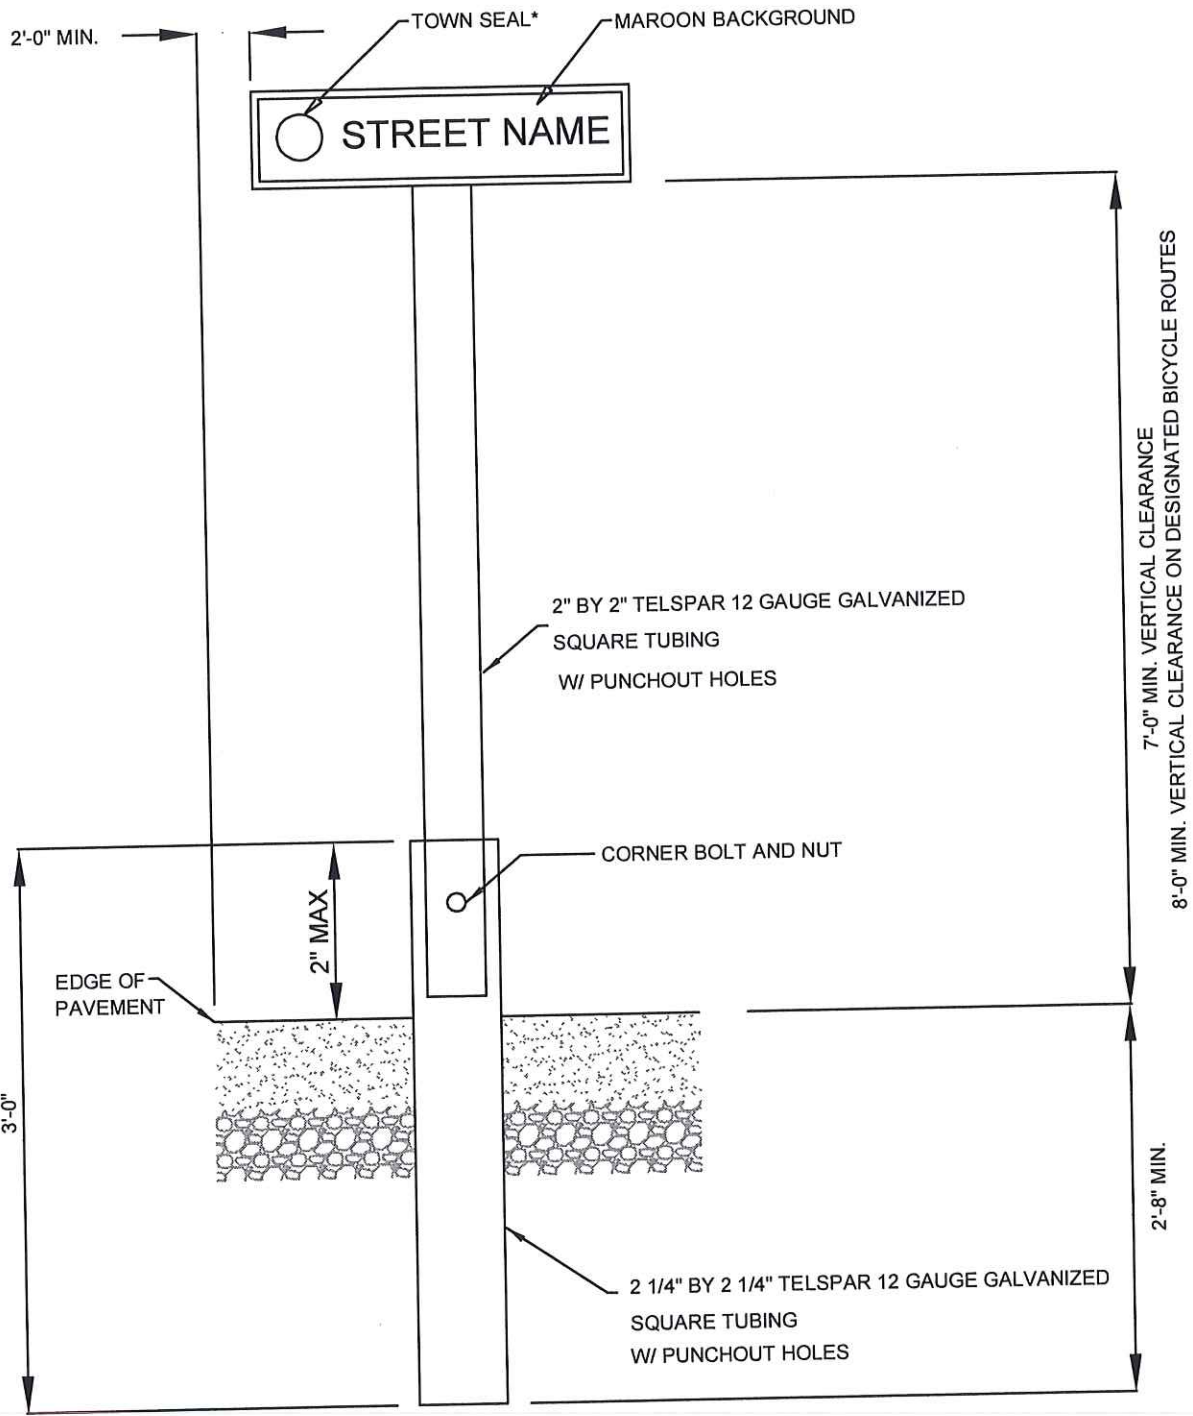 2'-0" MIN.
TOWN SEAL*
MAROON BACKGROUND
STREET NAME
7'-0" MIN. VERTICAL CLEARANCE
8'-0" MIN. VERTICAL CLEARANCE ON DESIGNATED BICYCLE ROUTES
2" BY 2" TELSPAR 12 GAUGE GALVANIZED
SQUARE TUBING
W/ PUNCHOUT HOLES
CORNER BOLT AND NUT
2" MAX
EDGE OF
PAVEMENT
3'-0"
2'-8" MIN.
2 1/4" BY 2 1/4" TELSPAR 12 GAUGE GALVANIZED
SQUARE TUBING
W/ PUNCHOUT HOLES